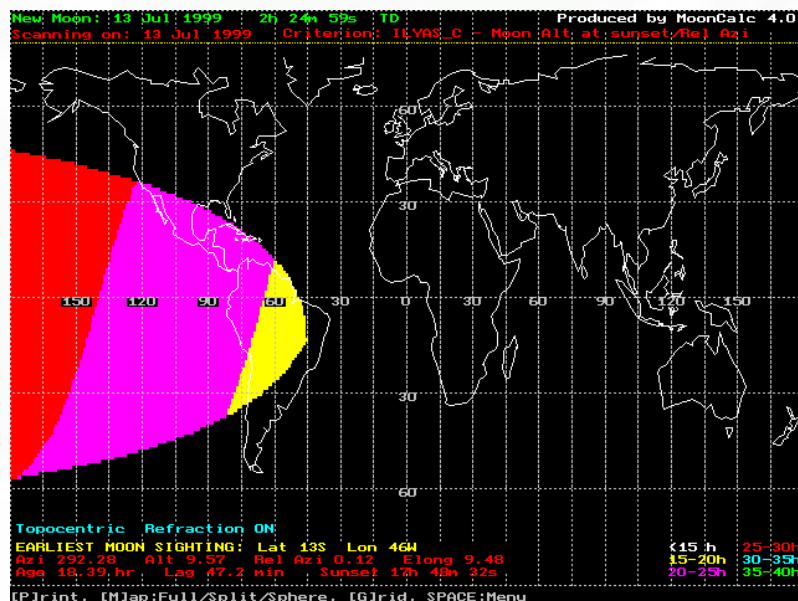 New Moon: 13 Jul 1999 2h 24m 59s TD Produced by MoonCalc 4.0
Scanning on: 13 Jul 1999 Criterion: ILYAS_C - Moon Alt at sunset/Rel Azi
60
30
150 120 90 60 30 0 30 60 90 120 150
30
60
Topocentric Refraction ON
EARLIEST MOON SIGHTING: Lat 13S Lon 46W <15 h 25-30h
Azi 292.28 Alt 9.57 Rel Azi 0.12 Elong 9.48 15-20h 30-35h
Age 18.39 hr Lag 47.2 min Sunset 17h 48m 32s 20-25h 35-40h
[P]rint, [M]ap:Full/Split/Sphere, [G]rid, SPACE:Menu